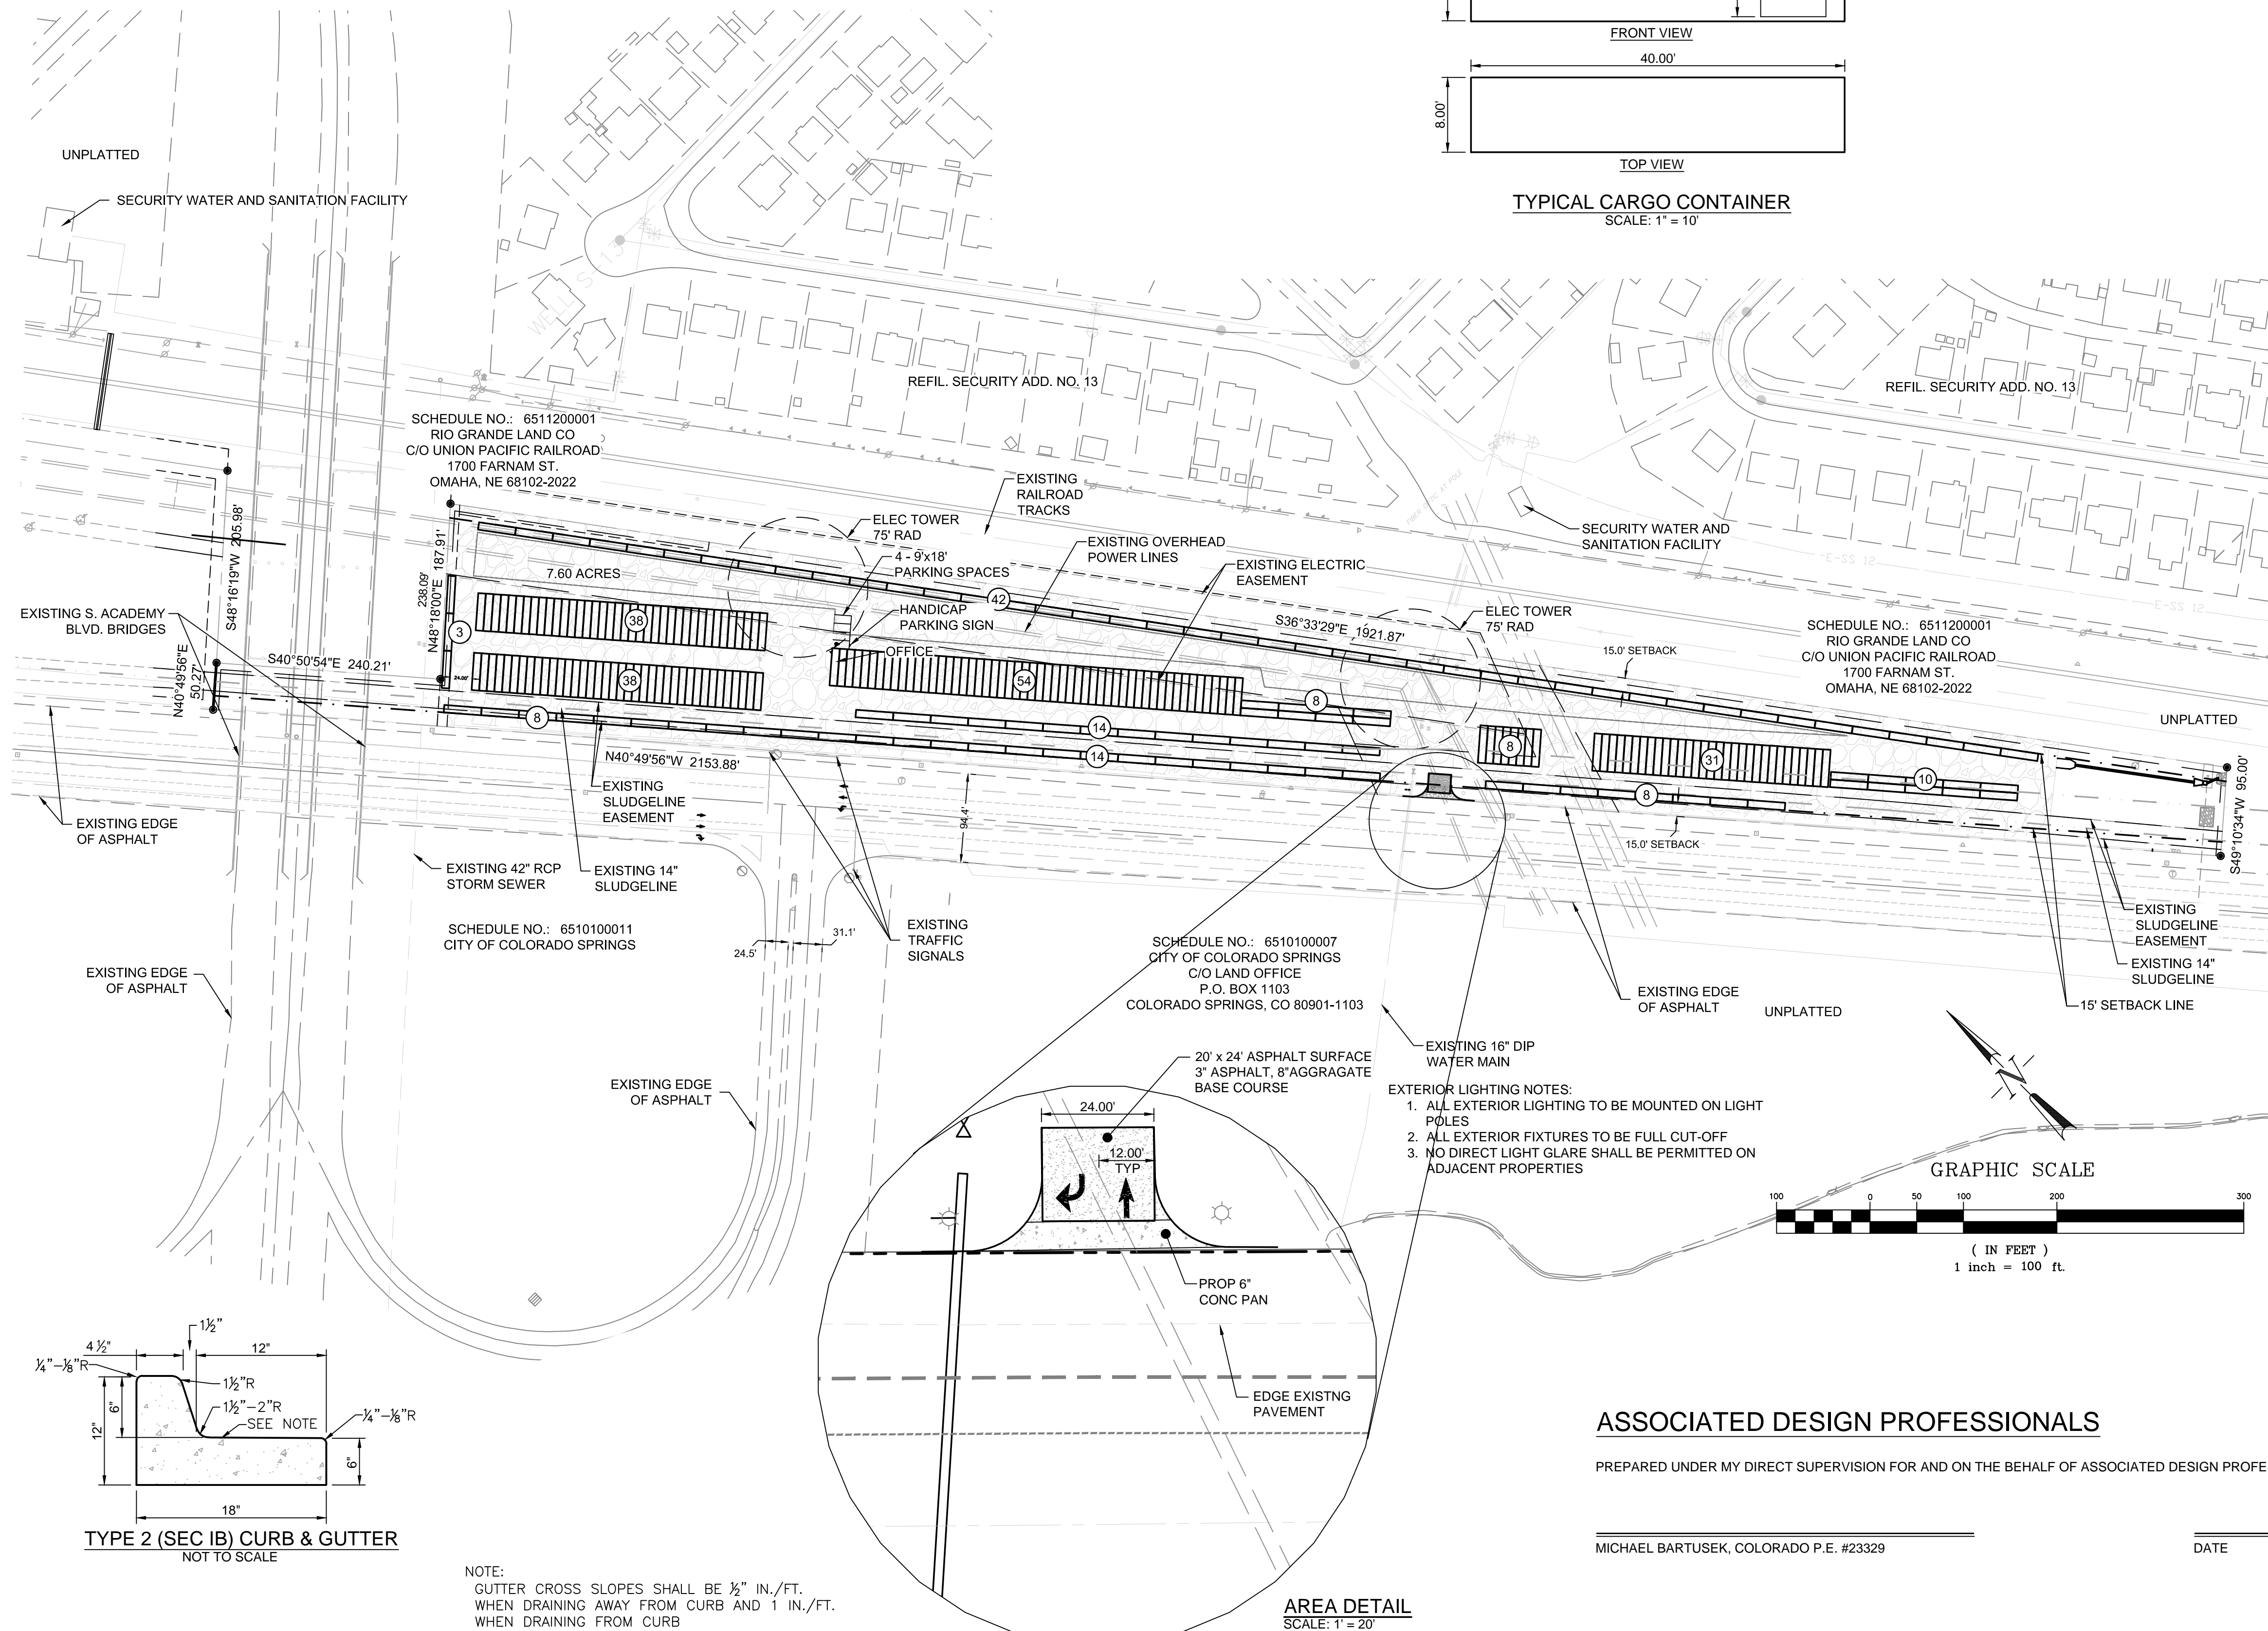 FRONT VIEW
40.00'
8.00'
TOP VIEW
TYPICAL CARGO CONTAINER
SCALE: 1" = 10'
UNPLATTED
SECURITY WATER AND SANITATION FACILITY
WELL S-13
REFIL. SECURITY ADD. NO. 13
REFIL. SECURITY ADD. NO. 13
SCHEDULE NO.: 6511200001
RIO GRANDE LAND CO
C/O UNION PACIFIC RAILROAD
1700 FARNAM ST.
OMAHA, NE 68102-2022
EXISTING
RAILROAD
TRACKS
ELEC TOWER
75' RAD
EXISTING OVERHEAD
POWER LINES
4 - 9'x18'
PARKING SPACES
EXISTING ELECTRIC
EASEMENT
SECURITY WATER AND
SANITATION FACILITY
E-SS 12
E-SS 12
7.60 ACRES
HANDICAP
PARKING SIGN
OFFICE
42
S36°33'29"E 1921.87'
ELEC TOWER
75' RAD
15.0' SETBACK
SCHEDULE NO.: 6511200001
RIO GRANDE LAND CO
C/O UNION PACIFIC RAILROAD
1700 FARNAM ST.
OMAHA, NE 68102-2022
UNPLATTED
EXISTING S. ACADEMY
BLVD. BRIDGES
S48°16'19"W 205.98'
N40°49'56"E
50.27'
S40°50'54"E 240.21'
238.09'
N48°18'00"E 187.91'
24.00'
3
38
38
54
8
8
14
14
8
31
10
8
N40°49'56"W 2153.88'
94.4'
15.0' SETBACK
S49°10'34"W 95.00'
EXISTING
SLUDGELINE
EASEMENT
EXISTING EDGE
OF ASPHALT
EXISTING 42" RCP
STORM SEWER
EXISTING 14"
SLUDGELINE
SCHEDULE NO.: 6510100011
CITY OF COLORADO SPRINGS
EXISTING
TRAFFIC
SIGNALS
24.5'
31.1'
SCHEDULE NO.: 6510100007
CITY OF COLORADO SPRINGS
C/O LAND OFFICE
P.O. BOX 1103
COLORADO SPRINGS, CO 80901-1103
EXISTING EDGE
OF ASPHALT
UNPLATTED
EXISTING
SLUDGELINE
EASEMENT
EXISTING 14"
SLUDGELINE
15' SETBACK LINE
EXISTING EDGE
OF ASPHALT
EXISTING EDGE
OF ASPHALT
EXISTING 16" DIP
WATER MAIN
20' x 24' ASPHALT SURFACE
3" ASPHALT, 8"AGGRAGATE
BASE COURSE
EXTERIOR LIGHTING NOTES:
1. ALL EXTERIOR LIGHTING TO BE MOUNTED ON LIGHT
POLES
2. ALL EXTERIOR FIXTURES TO BE FULL CUT-OFF
3. NO DIRECT LIGHT GLARE SHALL BE PERMITTED ON
ADJACENT PROPERTIES
N
GRAPHIC SCALE
100 0 50 100 200 300
( IN FEET )
1 inch = 100 ft.
24.00'
12.00'
TYP
PROP 6"
CONC PAN
EDGE EXISTNG
PAVEMENT
AREA DETAIL
SCALE: 1' = 20'
1½"
4 ½"
12"
¼"-⅛"R
1½"R
1½"-2"R
SEE NOTE
¼"-⅛"R
12"
6"
6"
18"
TYPE 2 (SEC IB) CURB & GUTTER
NOT TO SCALE
NOTE:
GUTTER CROSS SLOPES SHALL BE ½" IN./FT.
WHEN DRAINING AWAY FROM CURB AND 1 IN./FT.
WHEN DRAINING FROM CURB
ASSOCIATED DESIGN PROFESSIONALS
PREPARED UNDER MY DIRECT SUPERVISION FOR AND ON THE BEHALF OF ASSOCIATED DESIGN PROFE
MICHAEL BARTUSEK, COLORADO P.E. #23329
DATE